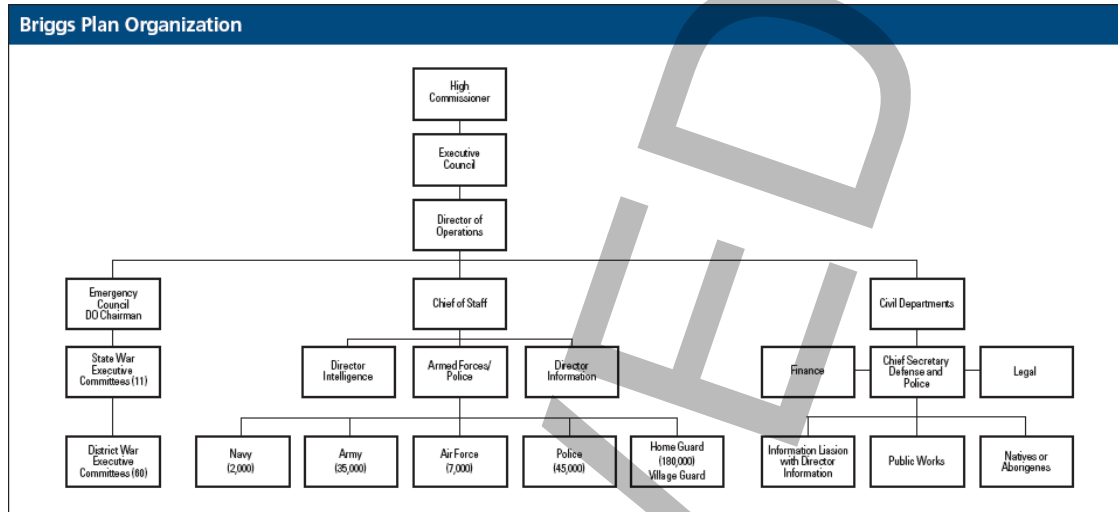 Briggs Plan Organization
High
Commissioner
Executive
Council
Director of
Operations
Emergency
Council
DO Chairman
Chief of Staff
Civil Departments
State War
Executive
Committees (11)
Director
Intelligence
Armed Forces/
Police
Director
Information
Finance
Chief Secretary
Defense and
Police
Legal
District War
Executive
Committees (60)
Navy
(2,000)
Army
(35,000)
Air Force
(7,000)
Police
(45,000)
Home Guard
(180,000)
Village Guard
Information Liasion
with Director
Information
Public Works
Natives or
Aborigenes